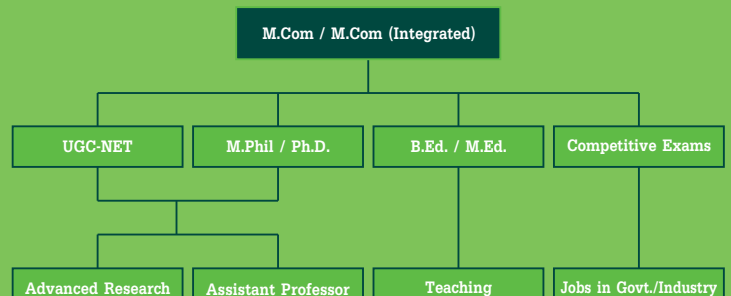 M.Com / M.Com (Integrated)
UGC-NET
M.Phil / Ph.D.
B.Ed. / M.Ed.
Competitive Exams
Advanced Research
Assistant Professor
Teaching
Jobs in Govt./Industry